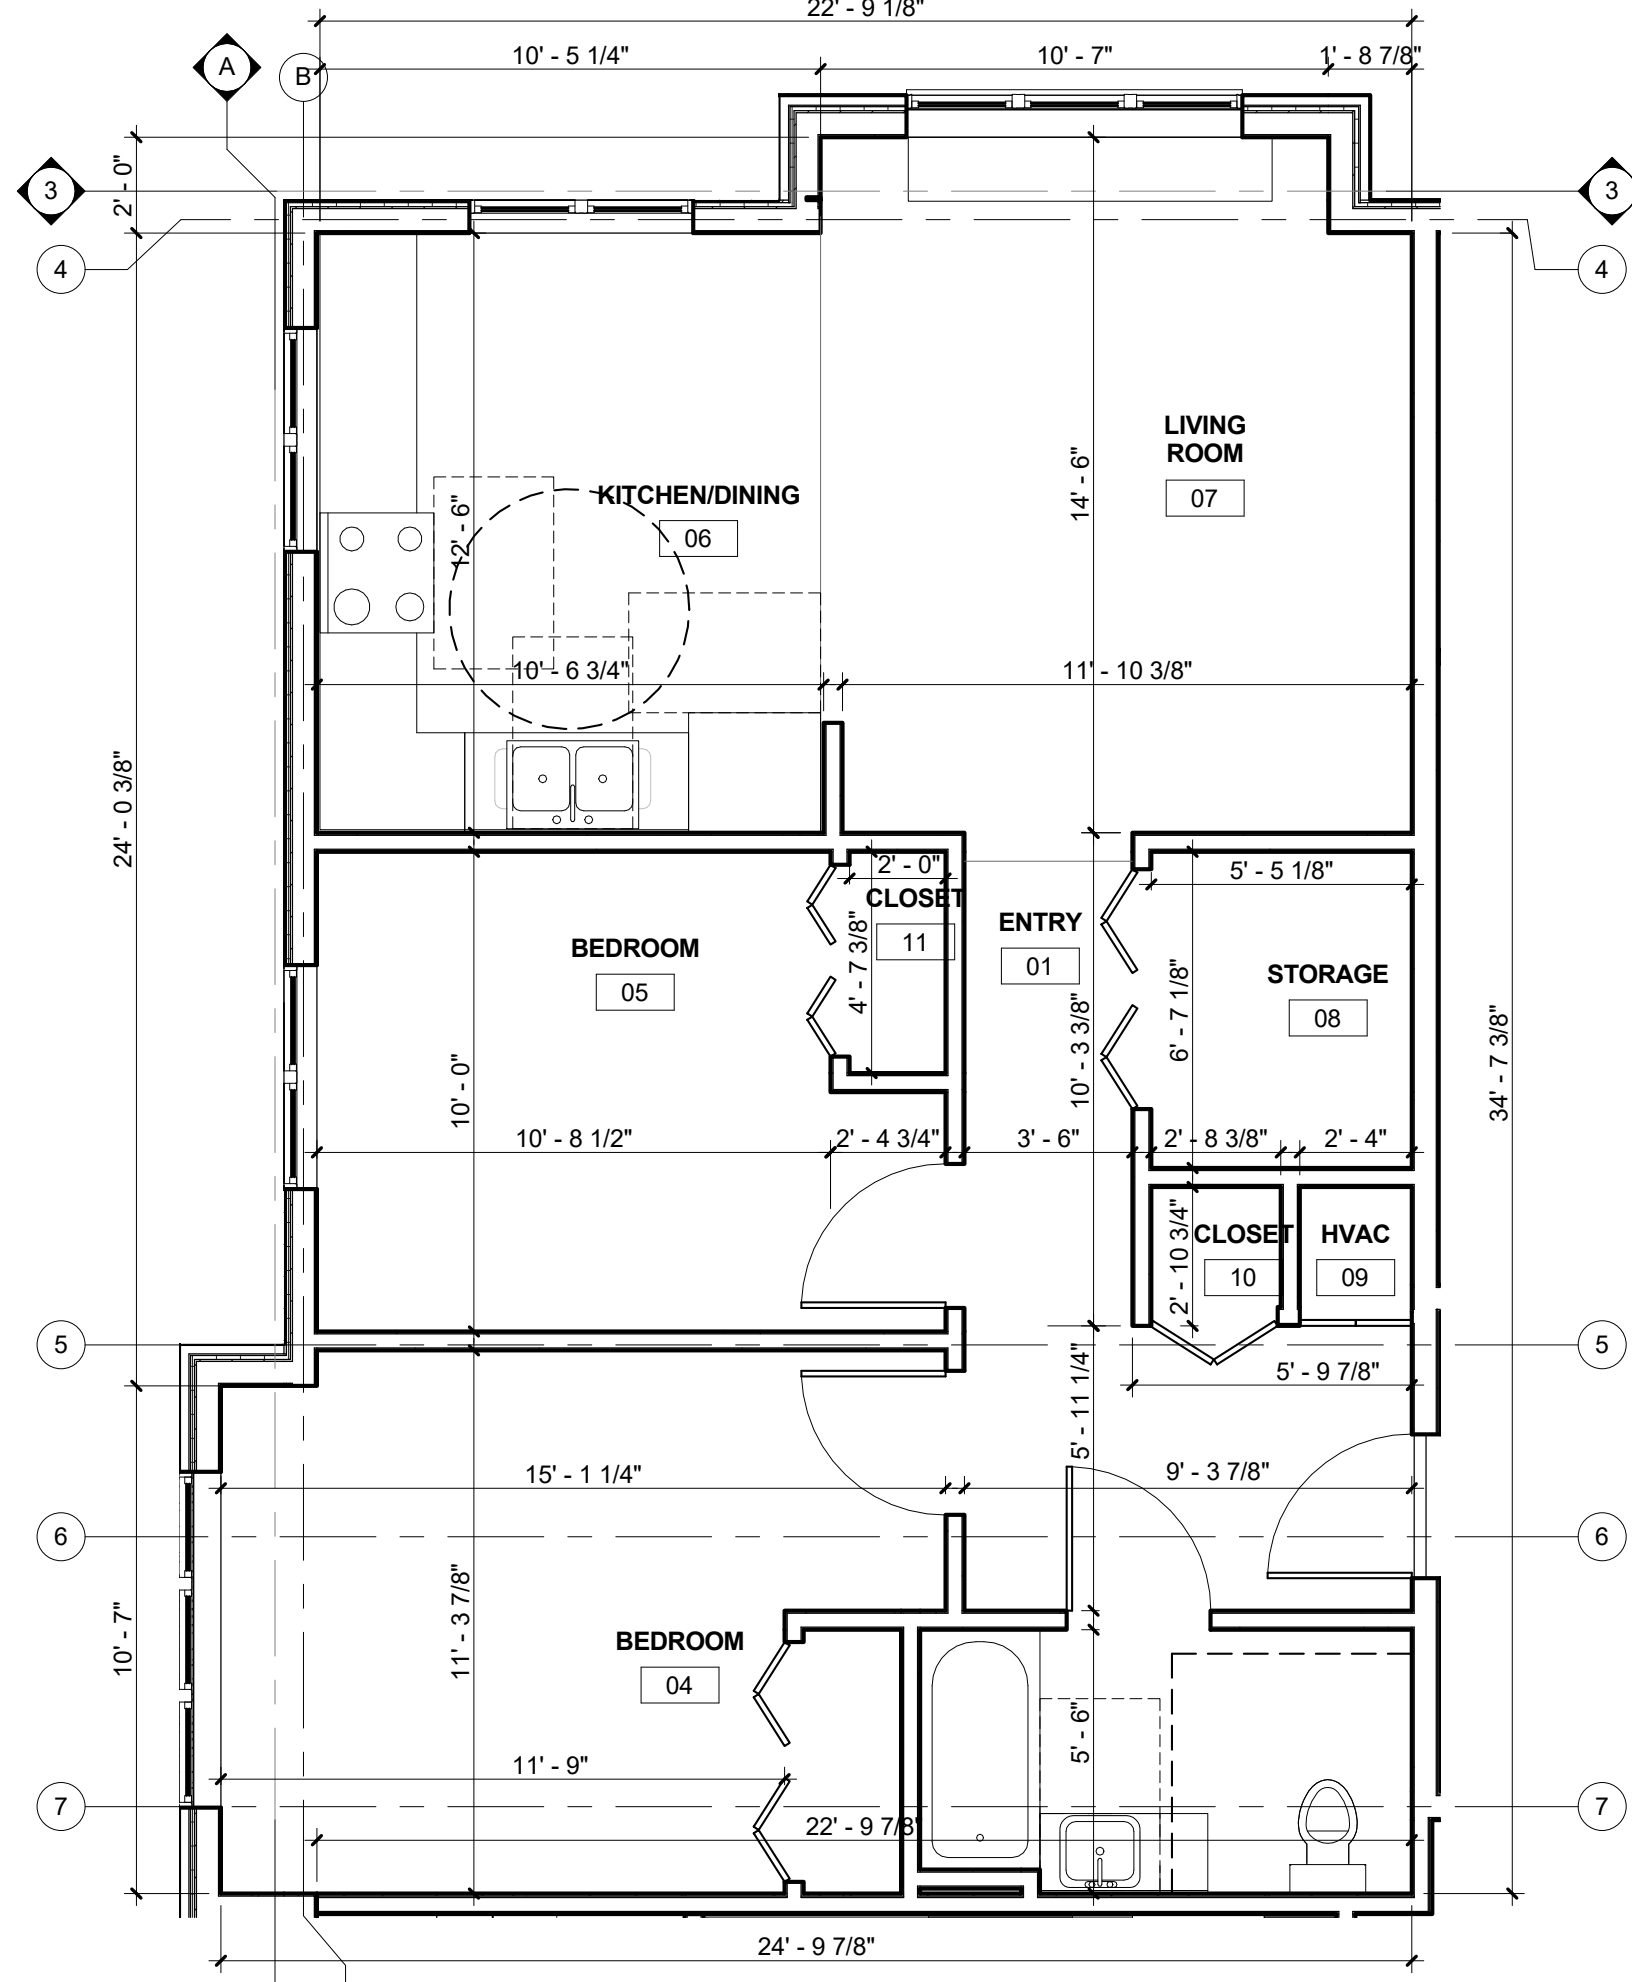 22' - 9 1/8"
10' - 5 1/4"
10' - 7"
1' - 8 7/8"
A
B
2' - 0"
3
3
4
4
LIVING
ROOM
07
14' - 6"
KITCHEN/DINING
06
12' - 6"
10' - 6 3/4"
11' - 10 3/8"
24' - 0 3/8"
2' - 0"
5' - 5 1/8"
CLOSET
11
4' - 7 3/8"
ENTRY
01
BEDROOM
05
STORAGE
08
6' - 7 1/8"
10' - 3 3/8"
34' - 7 3/8"
10' - 0"
10' - 8 1/2"
2' - 4 3/4"
3' - 6"
2' - 8 3/8"
2' - 4"
CLOSET
10
2' - 10 3/4"
HVAC
09
5
5
5' - 9 7/8"
5' - 11 1/4"
15' - 1 1/4"
9' - 3 7/8"
6
6
10' - 7"
11' - 3 7/8"
BEDROOM
04
5' - 6"
11' - 9"
7
7
22' - 9 7/8"
24' - 9 7/8"